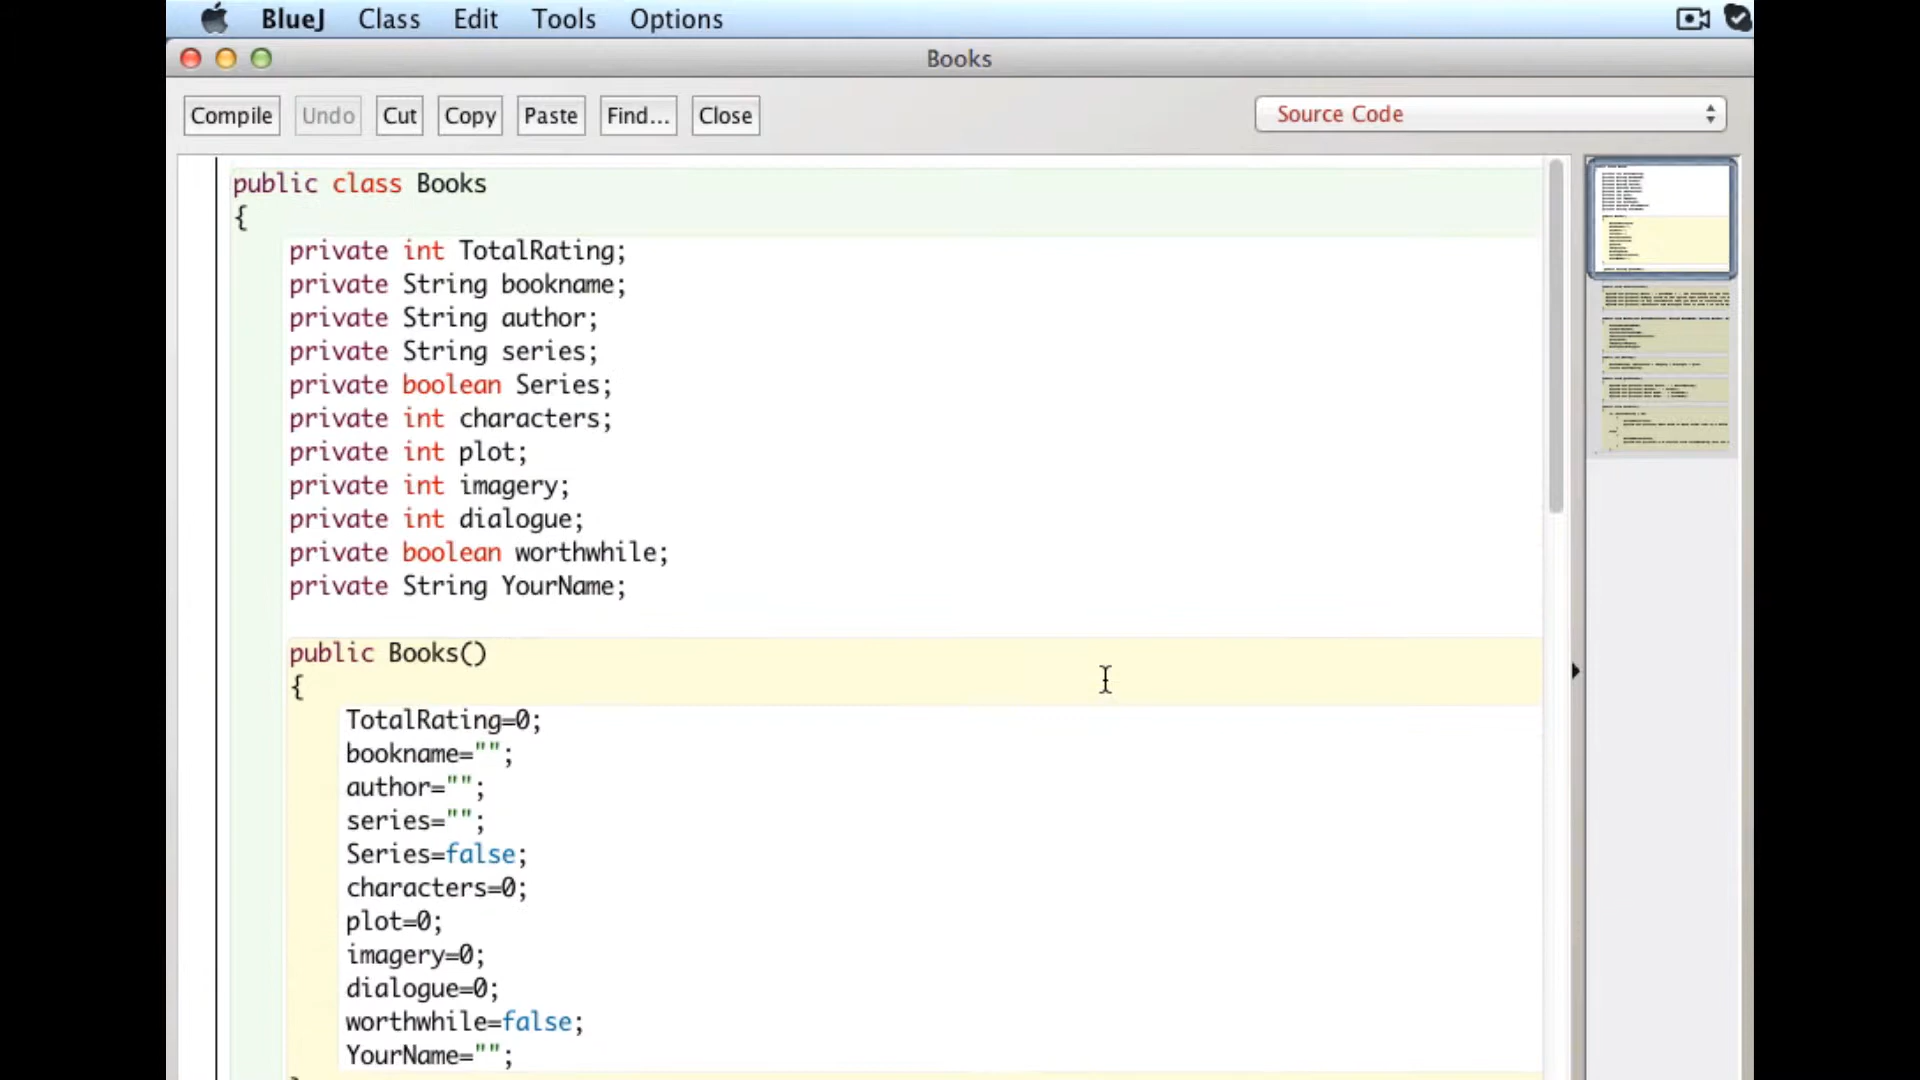 BlueJ Class Edit Tools Options
Books
Compile Undo Cut Copy Paste Find... Close Source Code
public class Books
{
private int TotalRating;
private String bookname;
private String author;
private String series;
private boolean Series;
private int characters;
private int plot;
private int imagery;
private int dialogue;
private boolean worthwhile;
private String YourName;
public Books()
{
TotalRating=0;
bookname="";
author="";
series="";
Series=false;
characters=0;
plot=0;
imagery=0;
dialogue=0;
worthwhile=false;
YourName="";